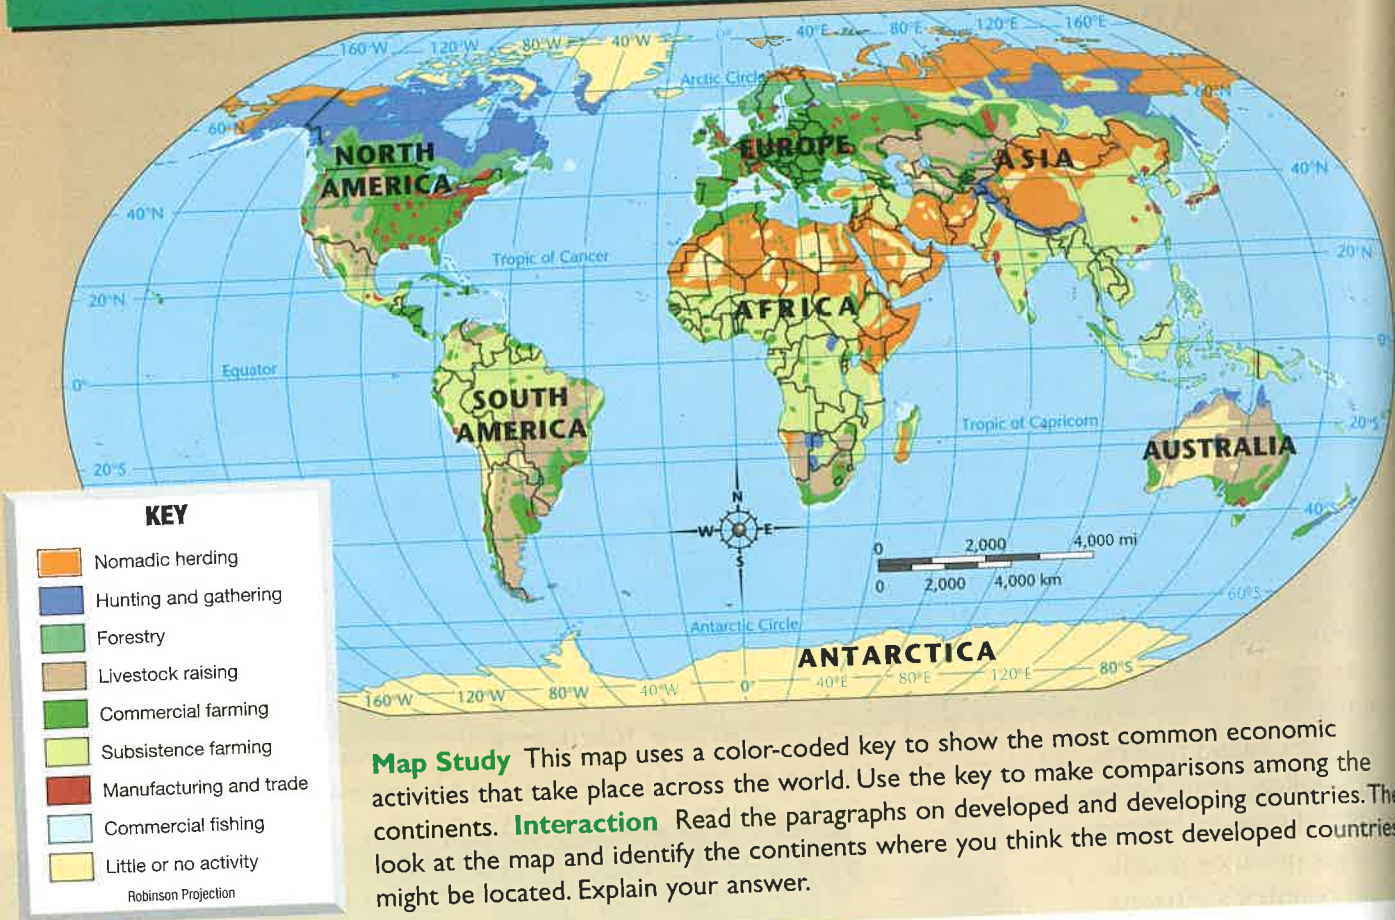 160°W 120°W 80°W 40°W 0° 40°E 80°E 120°E 160°E
Arctic Circle
60°N 60°N
NORTH
AMERICA
EUROPE
ASIA
40°N 40°N
Tropic of Cancer
20°N 20°N
AFRICA
Equator
0° 0°
SOUTH
AMERICA
Tropic of Capricorn
20°S 20°S
AUSTRALIA
40°S
N
W E
S
0 2,000 4,000 mi
0 2,000 4,000 km
60°S
Antarctic Circle
ANTARCTICA
160°W 120°W 80°W 40°W 0° 40°E 80°E 120°E 80°S
KEY
Nomadic herding
Hunting and gathering
Forestry
Livestock raising
Commercial farming
Subsistence farming
Manufacturing and trade
Commercial fishing
Little or no activity
Robinson Projection
Map Study This map uses a color-coded key to show the most common economic
activities that take place across the world. Use the key to make comparisons among the
continents. Interaction Read the paragraphs on developed and developing countries. The
look at the map and identify the continents where you think the most developed countries
might be located. Explain your answer.